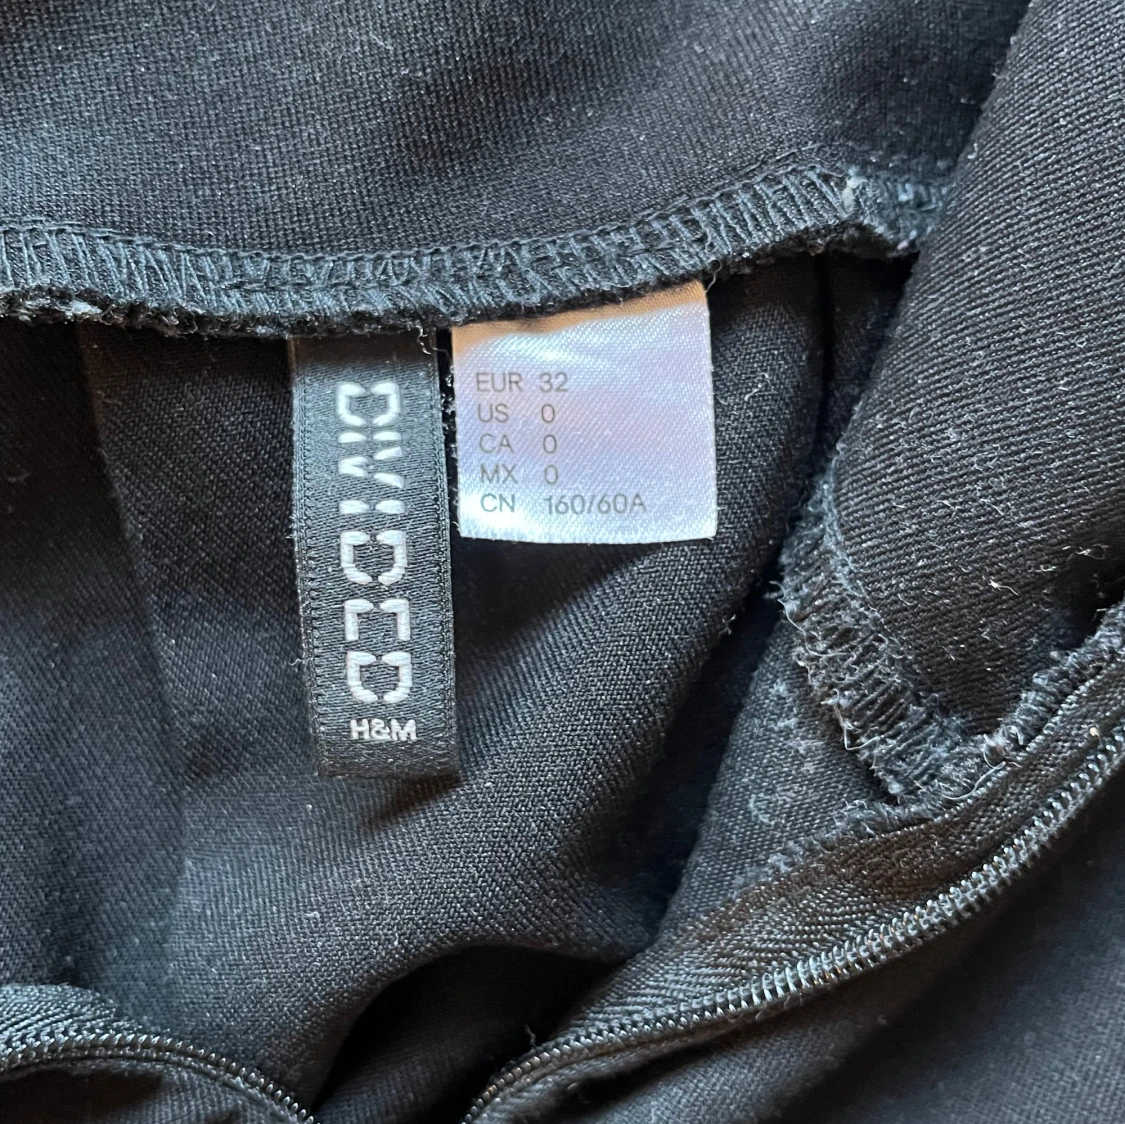 DIVIDED
H&M
EUR 32
US 0
CA 0
MX 0
CN 160/60A